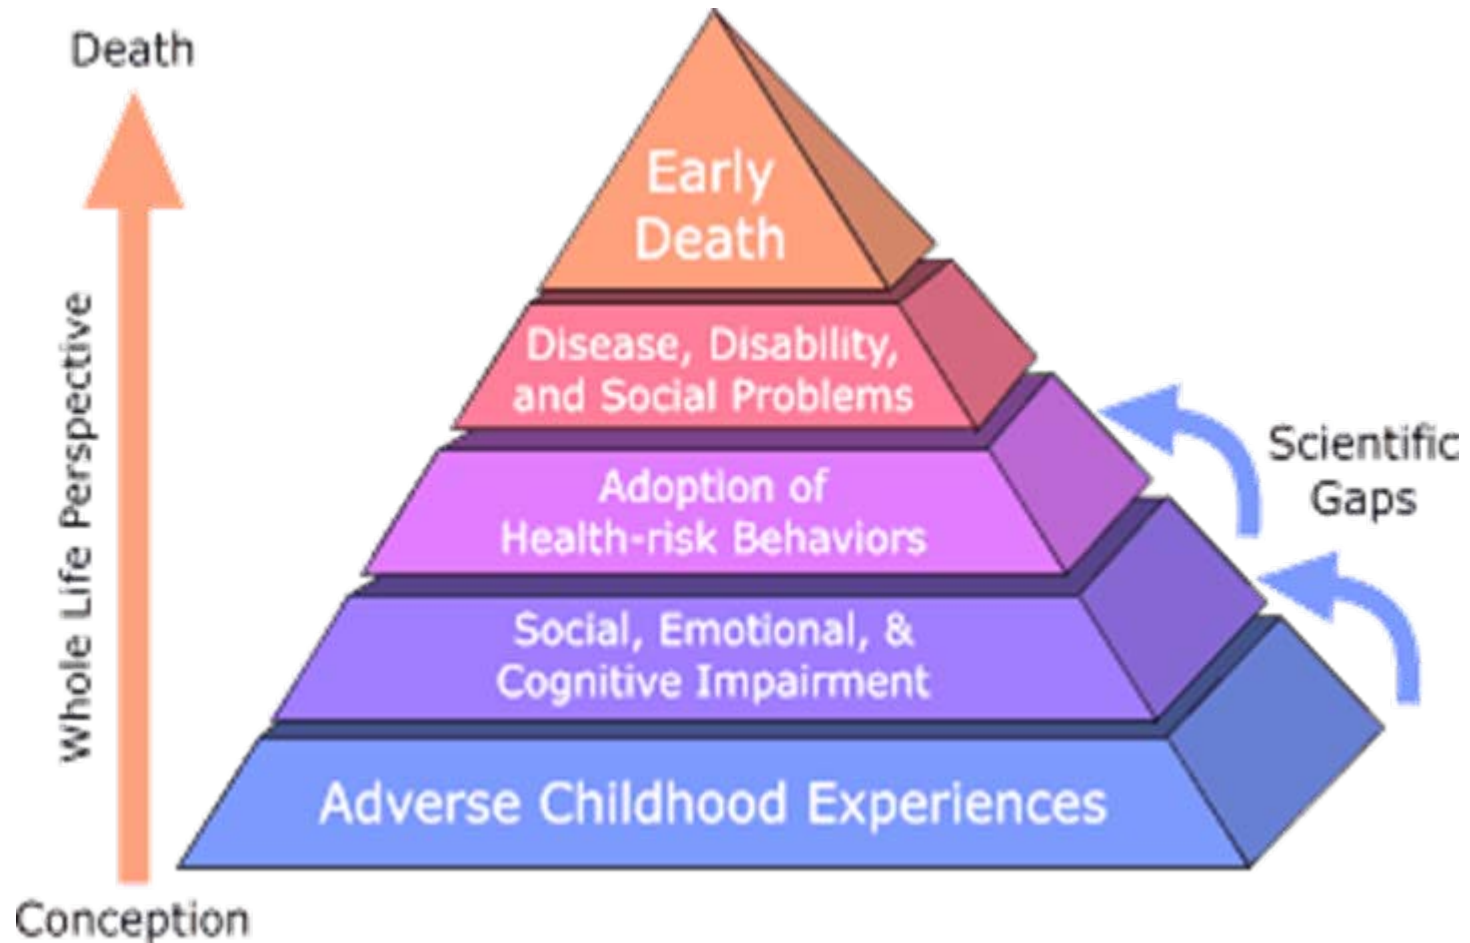 Death
Early
Death
Disease, Disability,
and Social Problems
Scientific
Gaps
Adoption of
Health-risk Behaviors
Whole Life Perspective
Social, Emotional, &
Cognitive Impairment
Adverse Childhood Experiences
Conception